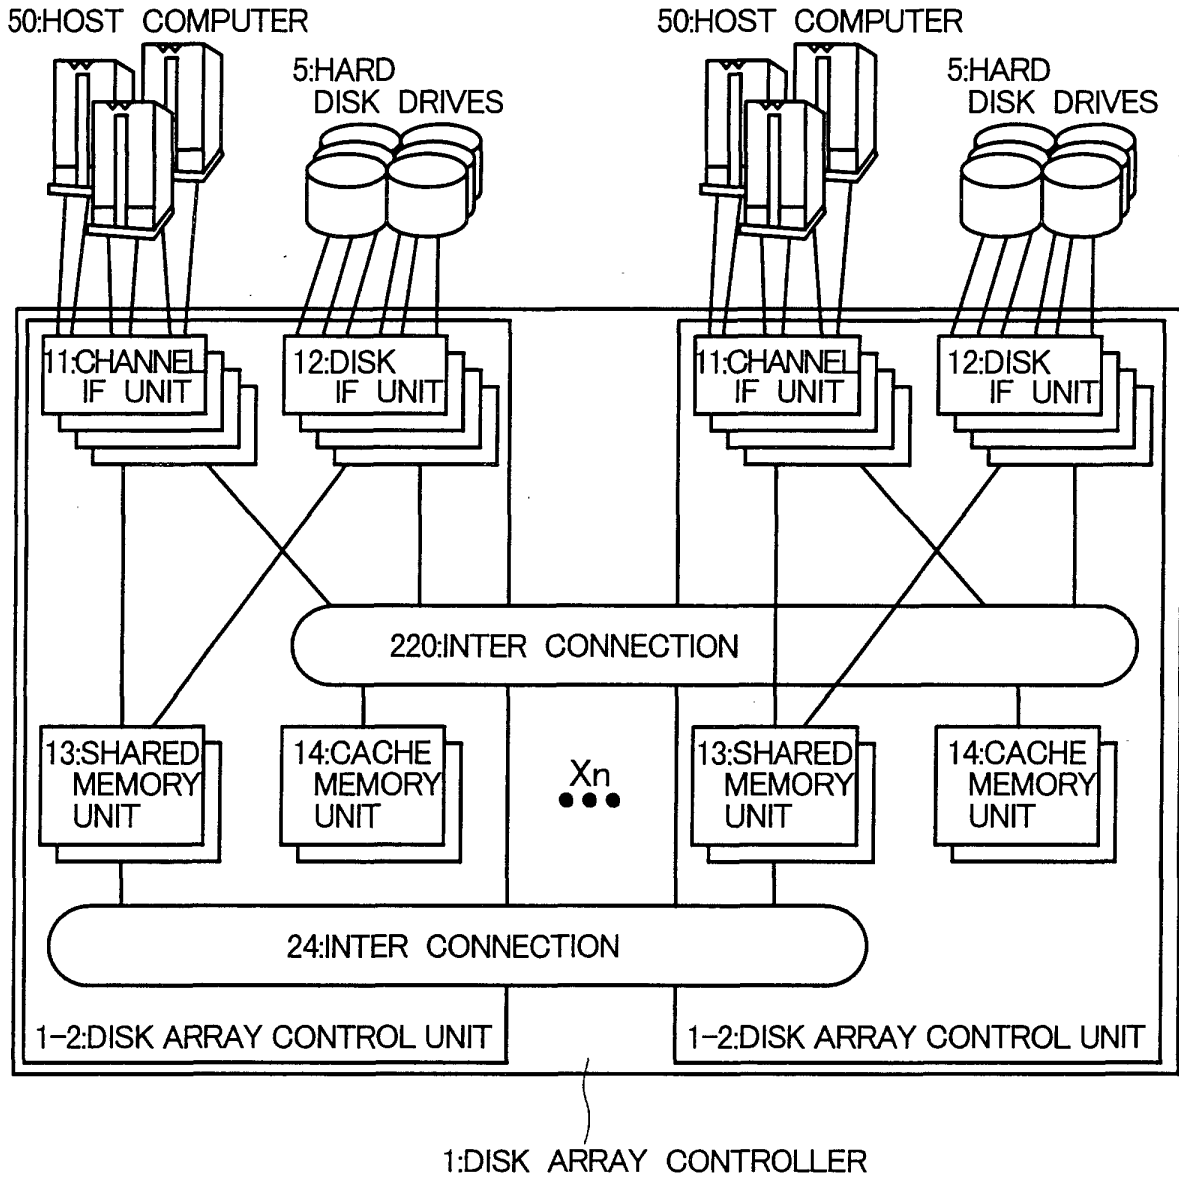 50:HOST COMPUTER
5:HARD
DISK DRIVES
50:HOST COMPUTER
5:HARD
DISK DRIVES
11:CHANNEL
IF UNIT
12:DISK
IF UNIT
11:CHANNEL
IF UNIT
12:DISK
IF UNIT
220:INTER CONNECTION
13:SHARED
MEMORY
UNIT
14:CACHE
MEMORY
UNIT
Xn
●●●
13:SHARED
MEMORY
UNIT
14:CACHE
MEMORY
UNIT
24:INTER CONNECTION
1-2:DISK ARRAY CONTROL UNIT
1-2:DISK ARRAY CONTROL UNIT
1:DISK ARRAY CONTROLLER